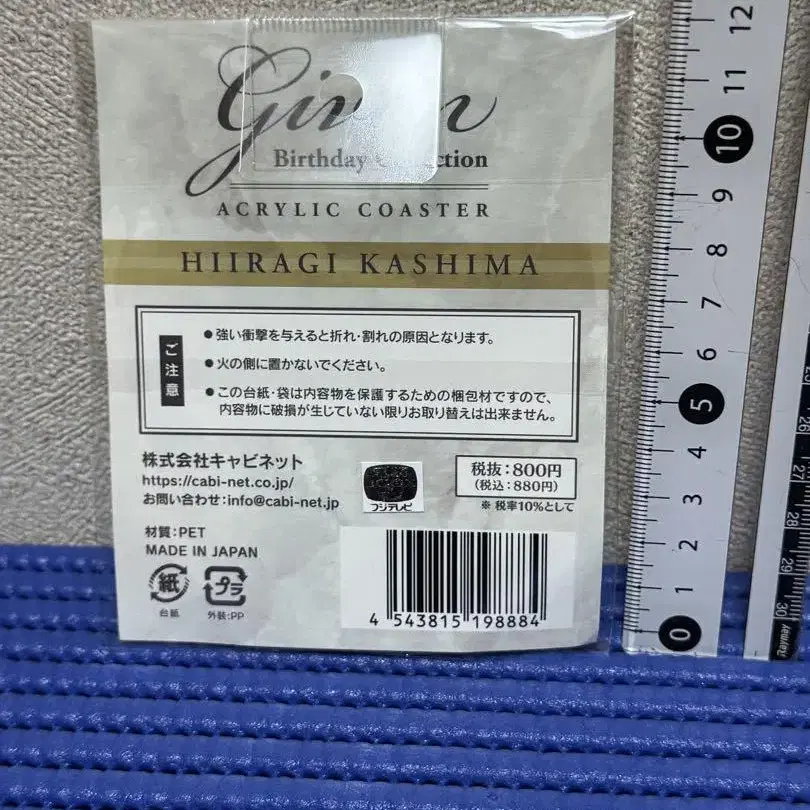 given
Birthday Collection
ACRYLIC COASTER
HIIRAGI KASHIMA
ご注意
●強い衝撃を与えると折れ・割れの原因となります。
●火の側に置かないでください。
●この台紙・袋は内容物を保護するための梱包材ですので、
内容物に破損が生じていない限りお取り替えは出来ません。
株式会社キャビネット
https://cabi-net.co.jp/
お問い合わせ:info@cabi-net.jp
フジテレビ
税抜:800円
(税込:880円)
※ 税率10%として
材質:PET
MADE IN JAPAN
紙
台紙
プラ
外装:PP
4 543815 198884
12
11
10
9
8
7
6
5
4
3
2
1
0
26
27
28
29
30
Raymay